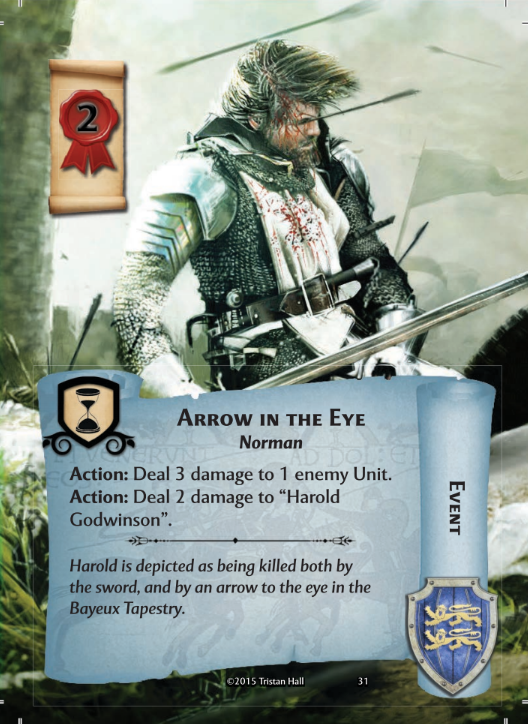 2
Arrow in the Eye
Norman
Action: Deal 3 damage to 1 enemy Unit.
Action: Deal 2 damage to “Harold
Godwinson”.
Harold is depicted as being killed both by
the sword, and by an arrow to the eye in the
Bayeux Tapestry.
Event
©2015 Tristan Hall
31